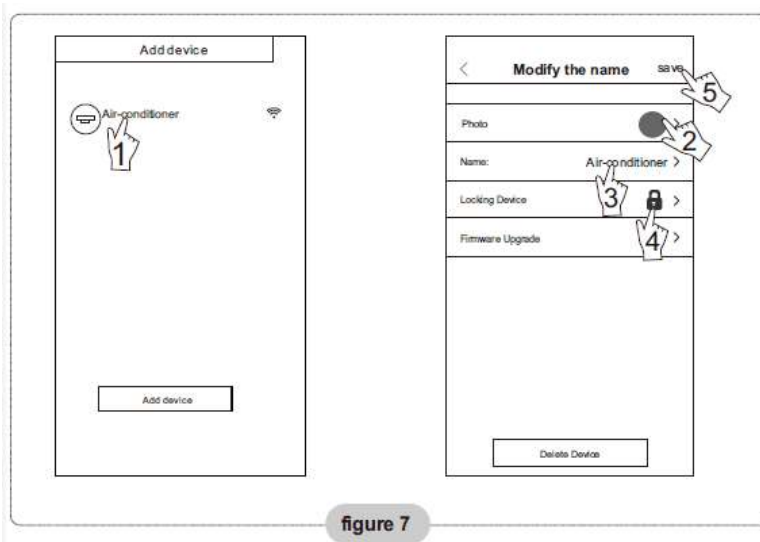 Add device
Air-conditioner
1
Add device
Modify the name save
5
Photo
2
Name: Air-conditioner >
3
Locking Device >
4
Firmware Upgrade >
Delete Device
figure 7